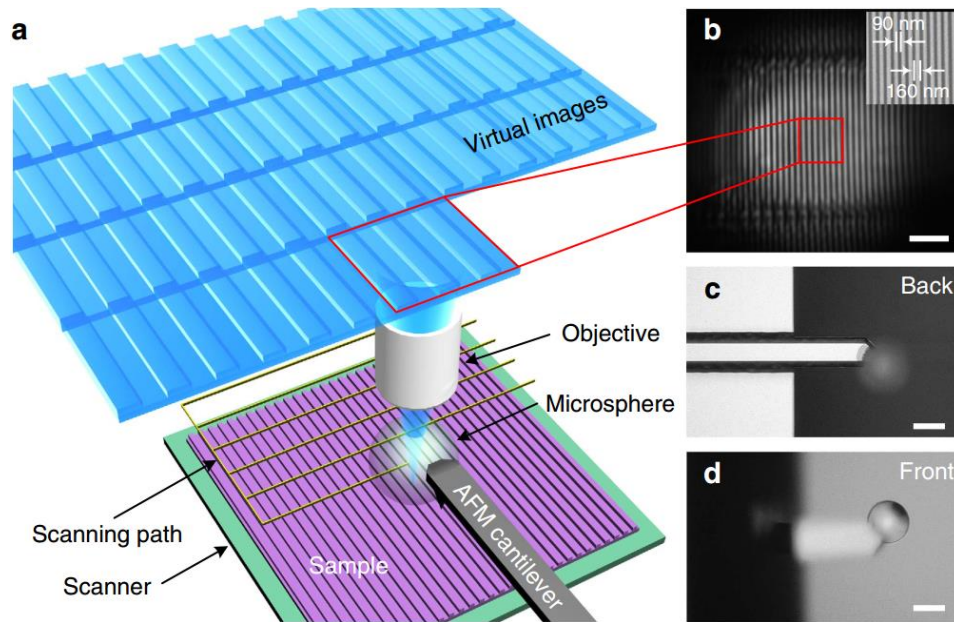 a
Virtual images
Objective
Microsphere
Scanning path
Scanner
Sample
AFM cantilever
b
90 nm
160 nm
c
Back
d
Front